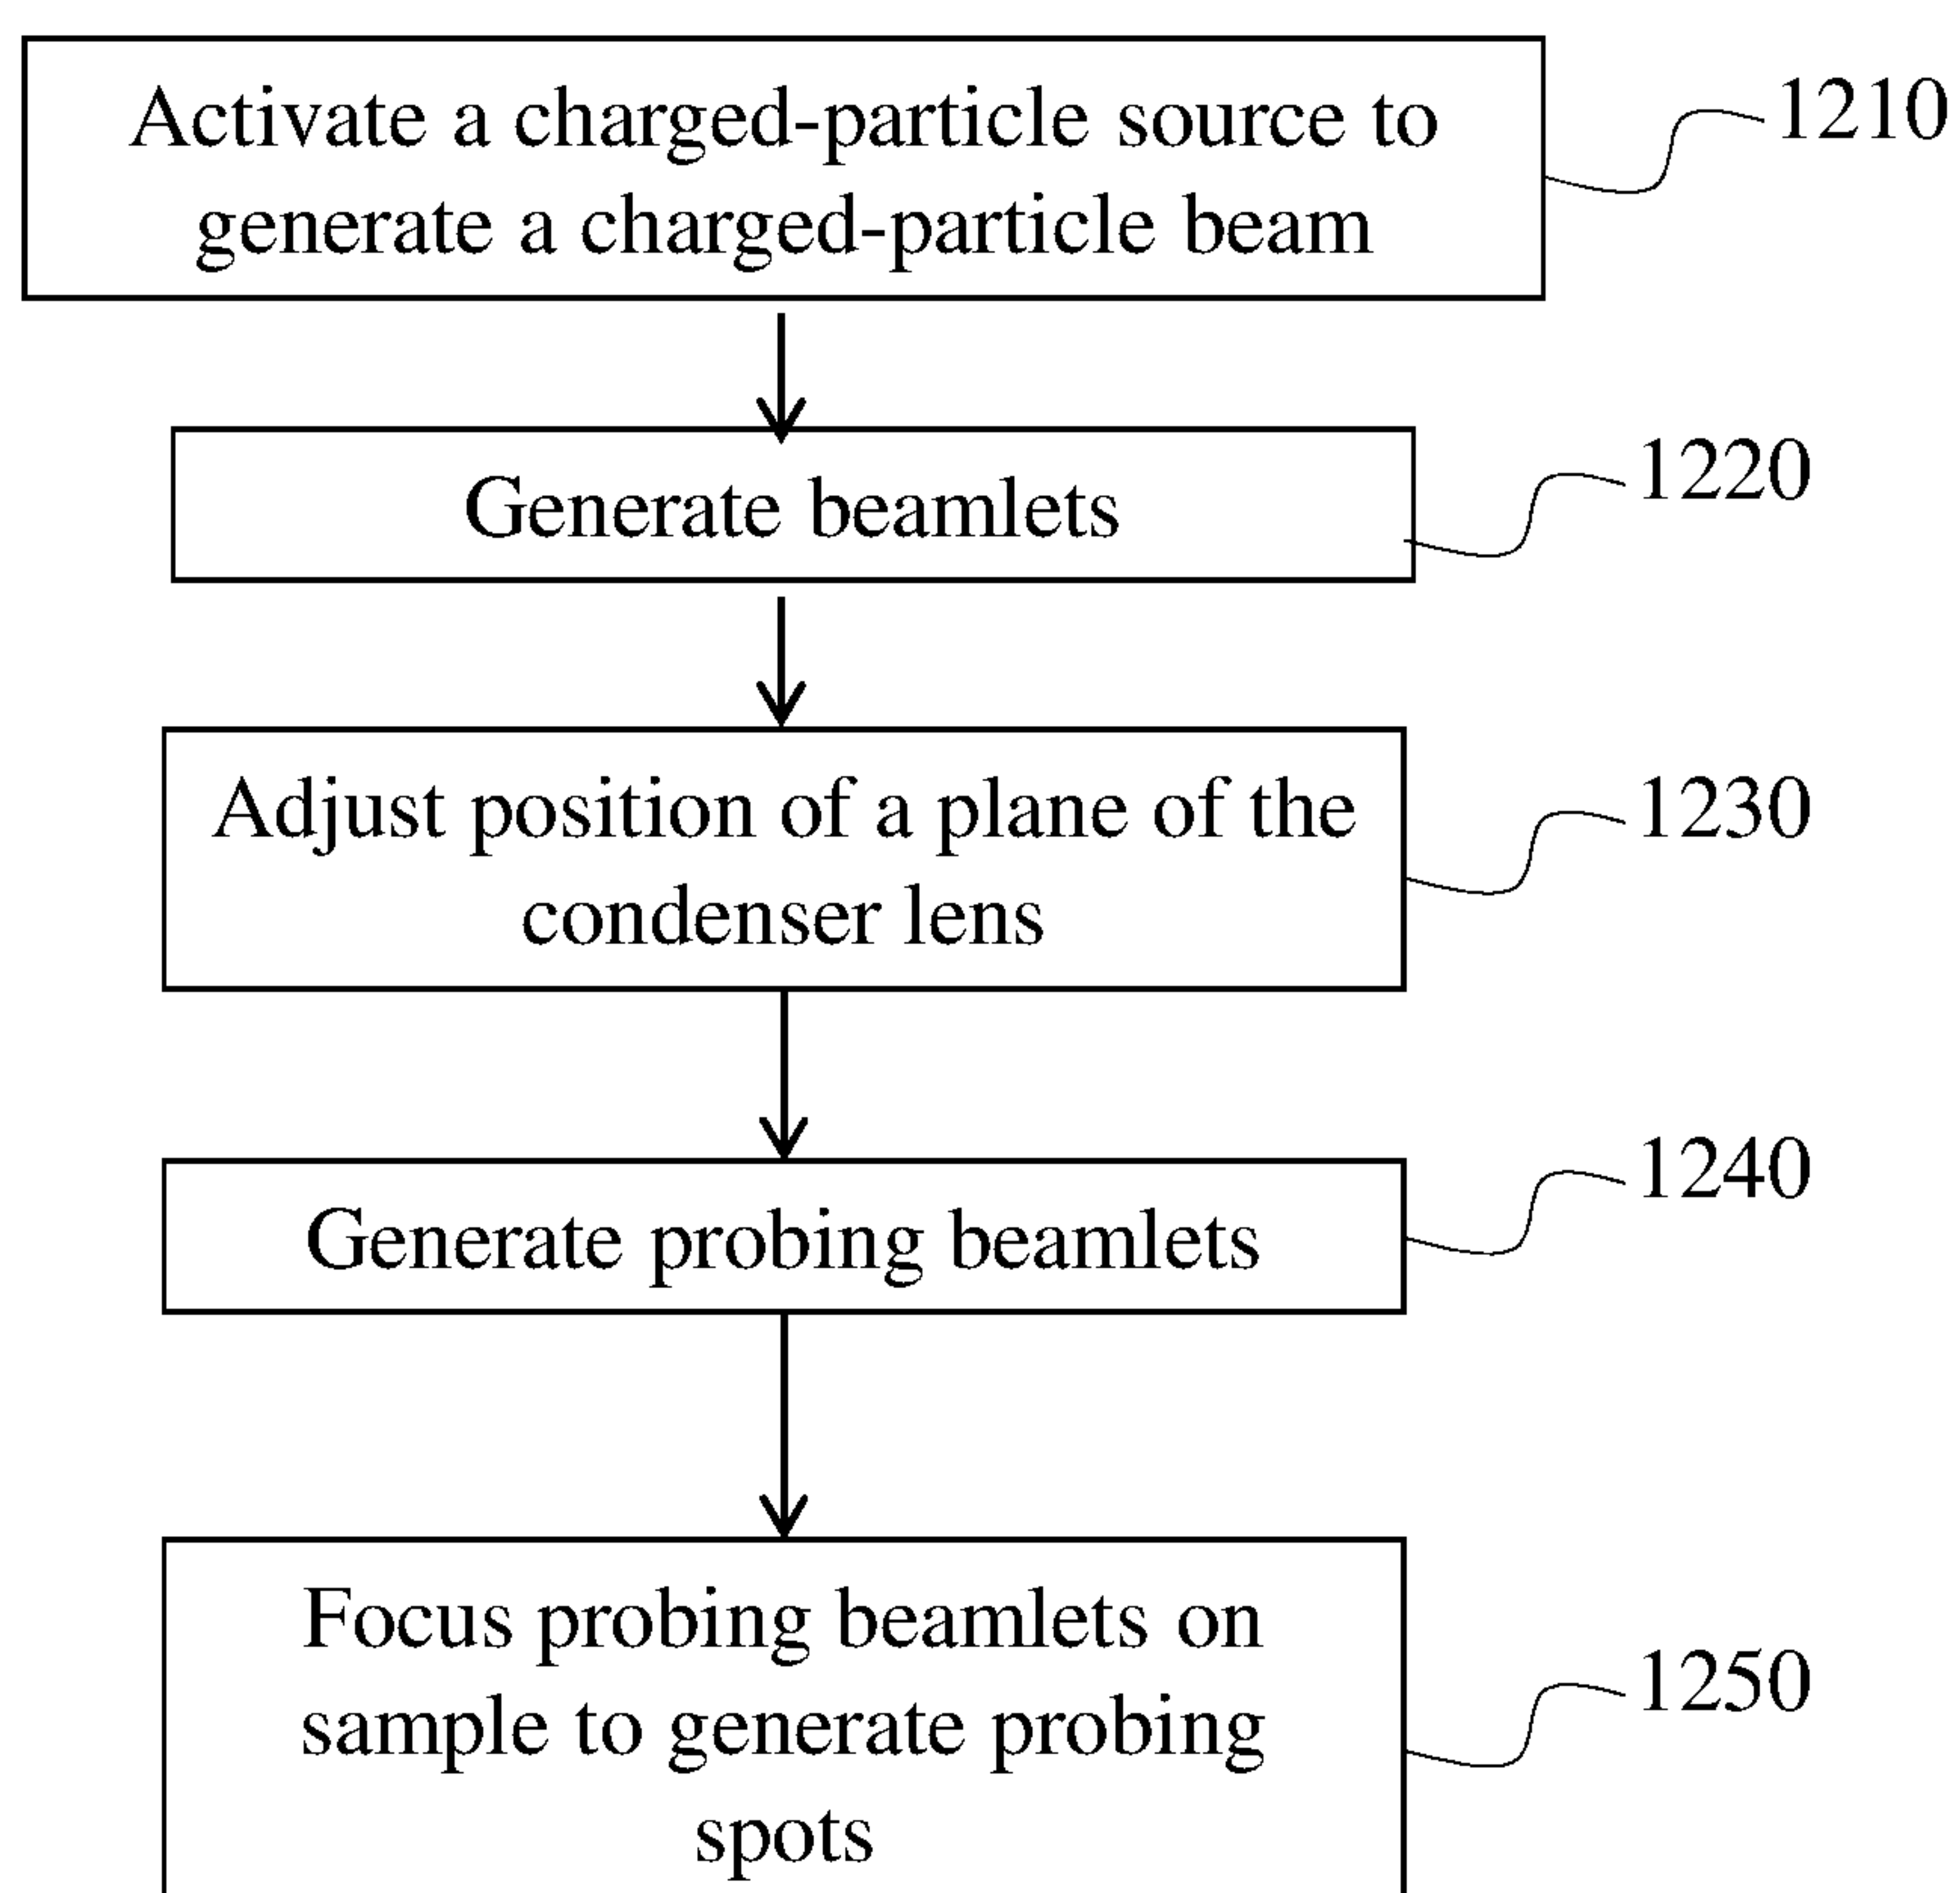 Activate a charged-particle source to
generate a charged-particle beam
1210
Generate beamlets
1220
Adjust position of a plane of the
condenser lens
1230
Generate probing beamlets
1240
Focus probing beamlets on
sample to generate probing
spots
1250